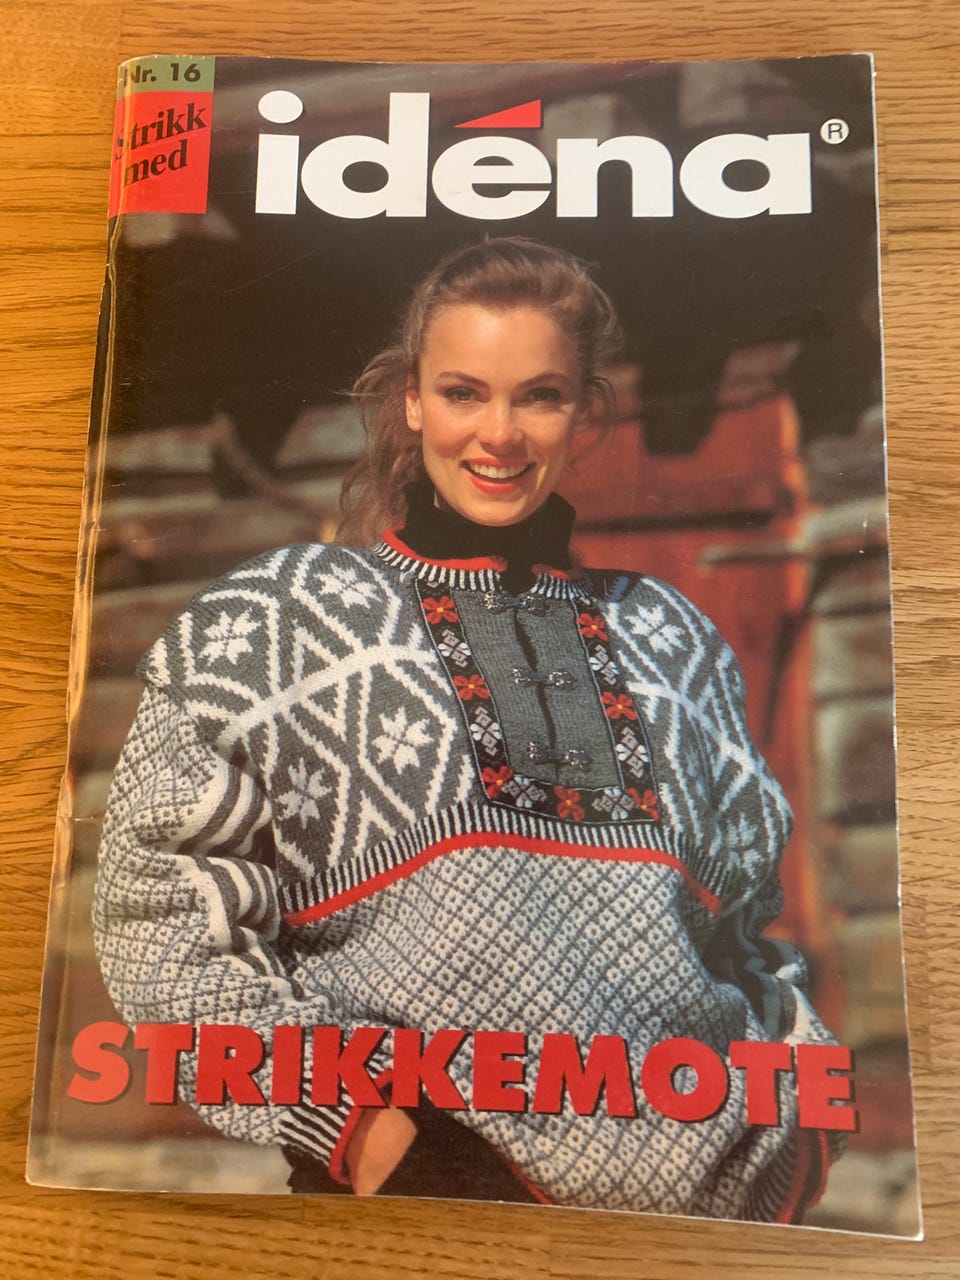 Nr. 16
strikk
med
idéna®
STRIKKEMOTE